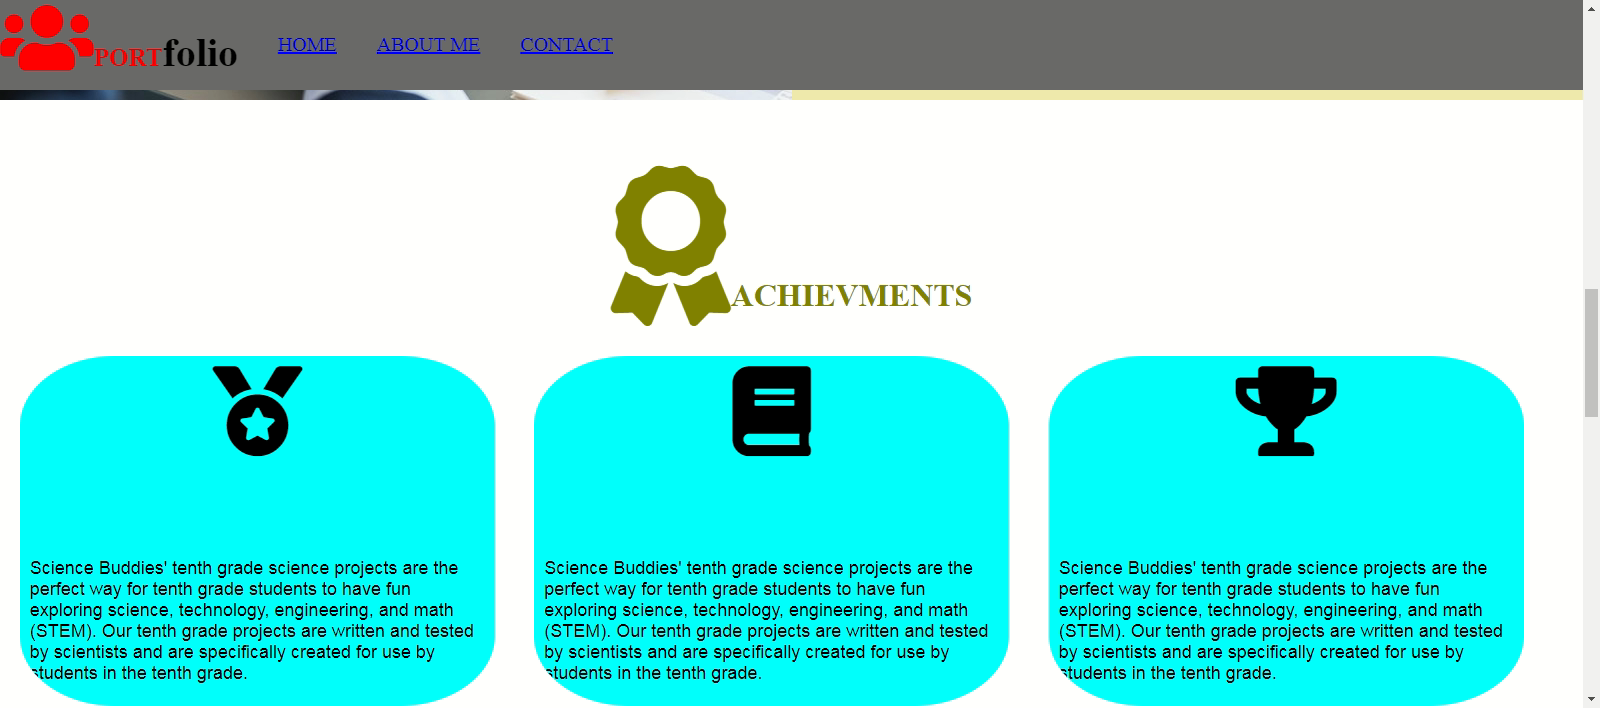 PORTfolio HOME ABOUT ME CONTACT
ACHIEVMENTS
Science Buddies' tenth grade science projects are the
perfect way for tenth grade students to have fun
exploring science, technology, engineering, and math
(STEM). Our tenth grade projects are written and tested
by scientists and are specifically created for use by
students in the tenth grade.
Science Buddies' tenth grade science projects are the
perfect way for tenth grade students to have fun
exploring science, technology, engineering, and math
(STEM). Our tenth grade projects are written and tested
by scientists and are specifically created for use by
students in the tenth grade.
Science Buddies' tenth grade science projects are the
perfect way for tenth grade students to have fun
exploring science, technology, engineering, and math
(STEM). Our tenth grade projects are written and tested
by scientists and are specifically created for use by
students in the tenth grade.